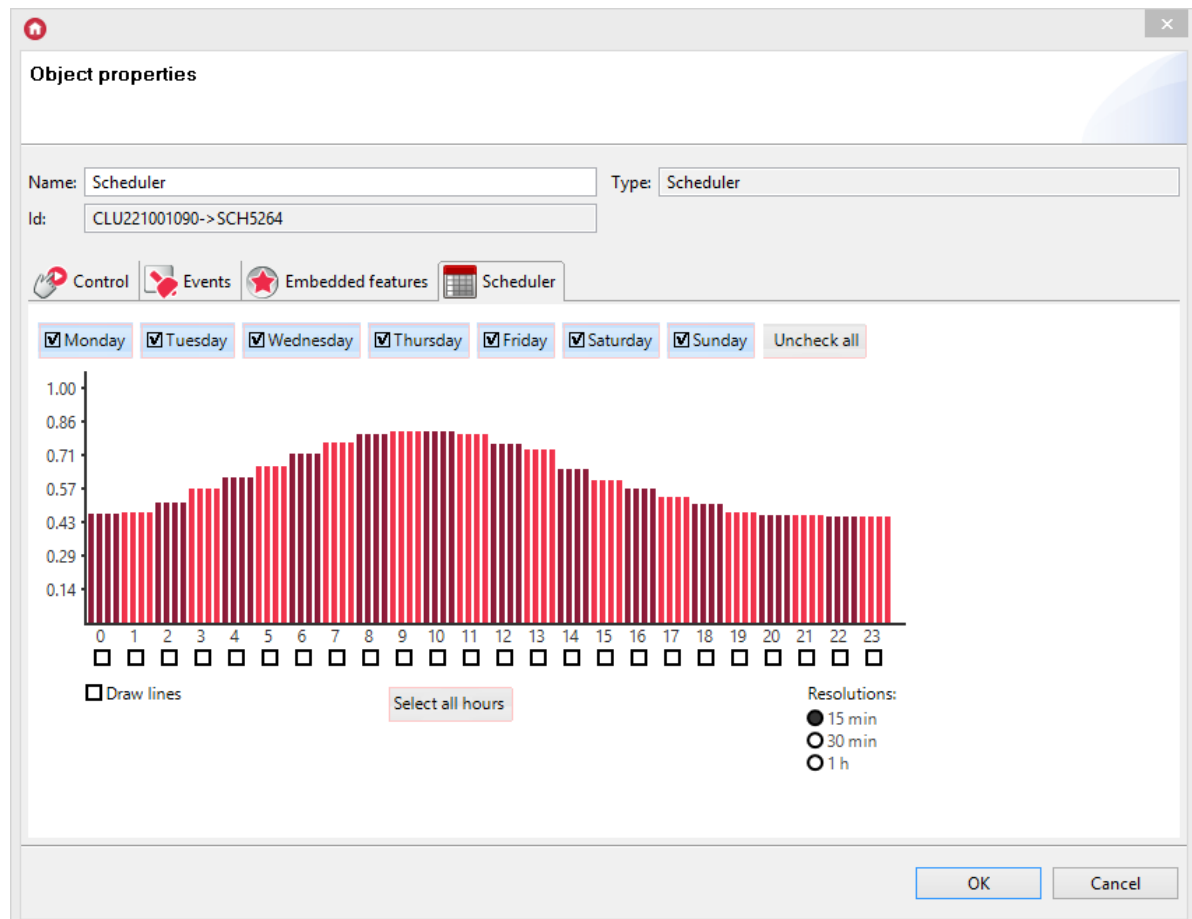 Object properties
Name: Scheduler Type: Scheduler
Id: CLU221001090->SCH5264
Control Events Embedded features Scheduler
Monday Tuesday Wednesday Thursday Friday Saturday Sunday Uncheck all
1.00
0.86
0.71
0.57
0.43
0.29
0.14
0 1 2 3 4 5 6 7 8 9 10 11 12 13 14 15 16 17 18 19 20 21 22 23
Draw lines Select all hours Resolutions:
15 min
30 min
1 h
OK Cancel